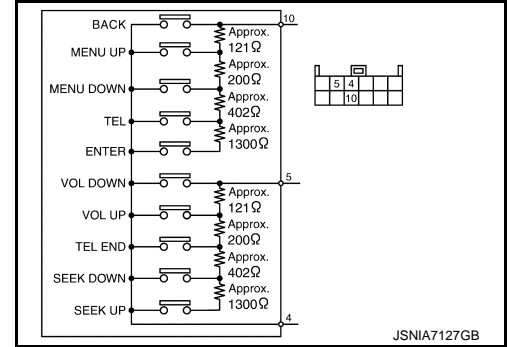 BACK
10
Approx.
121Ω
MENU UP
Approx.
200Ω
MENU DOWN
Approx.
402Ω
TEL
Approx.
1300Ω
ENTER
5 4
10
VOL DOWN
5
Approx.
121Ω
VOL UP
Approx.
200Ω
TEL END
Approx.
402Ω
SEEK DOWN
Approx.
1300Ω
SEEK UP
4
JSNIA7127GB